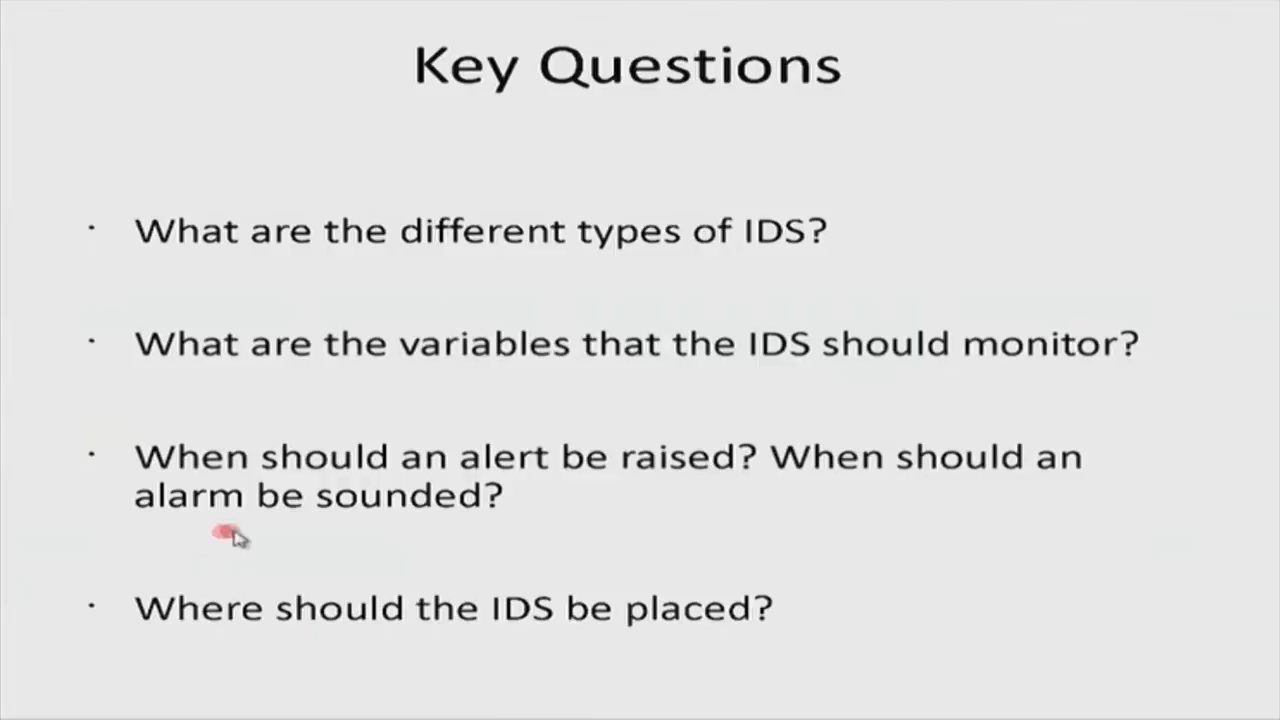 Key Questions
· What are the different types of IDS?
· What are the variables that the IDS should monitor?
· When should an alert be raised? When should an
alarm be sounded?
· Where should the IDS be placed?